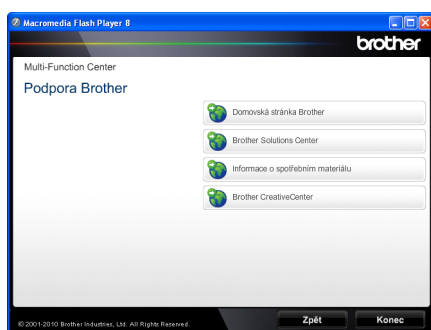 Macromedia Flash Player 8
brother
Multi-Function Center
Podpora Brother
Domovská stránka Brother
Brother Solutions Center
Informace o spotřebním materiálu
Brother CreativeCenter
© 2001-2010 Brother Industries, Ltd. All Rights Reserved.
Zpět
Konec